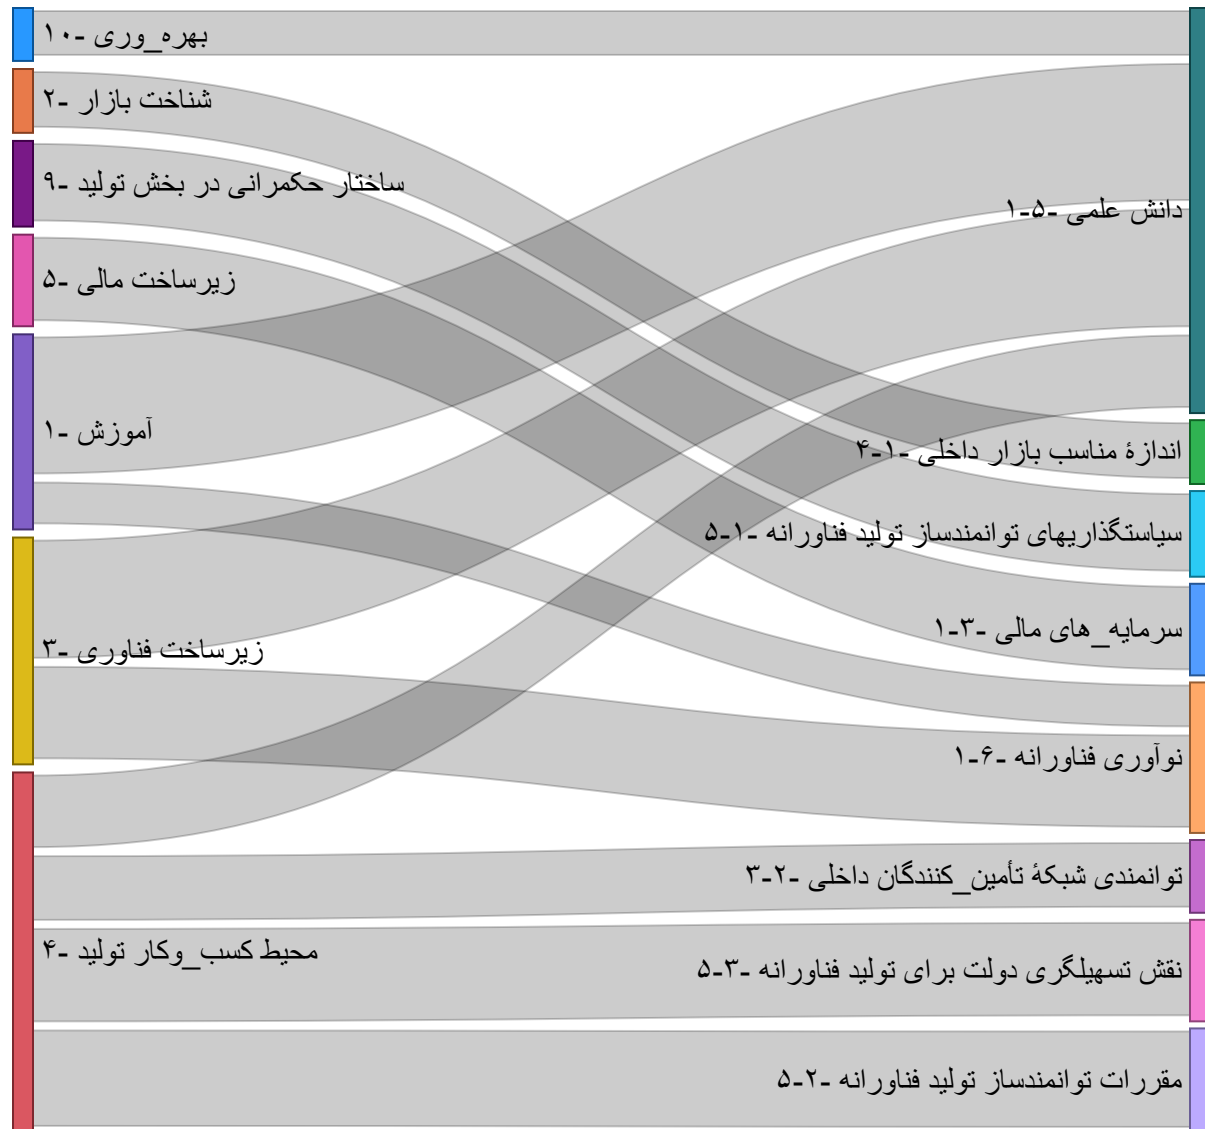 بهره_وری -۱۰
شناخت بازار -۲
ساختار حکمرانی در بخش تولید -۹
زیرساخت مالی -۵
آموزش -۱
زیرساخت فناوری -۳
محیط کسب_وکار تولید -۴
دانش علمی -۵-۱
اندازهٔ مناسب بازار داخلی -۱-۴
سیاستگذاریهای توانمندساز تولید فناورانه -۱-۵
سرمایه_های مالی -۳-۱
نوآوری فناورانه -۶-۱
توانمندی شبکهٔ تأمین_کنندگان داخلی -۲-۳
نقش تسهیلگری دولت برای تولید فناورانه -۳-۵
مقررات توانمندساز تولید فناورانه -۲-۵